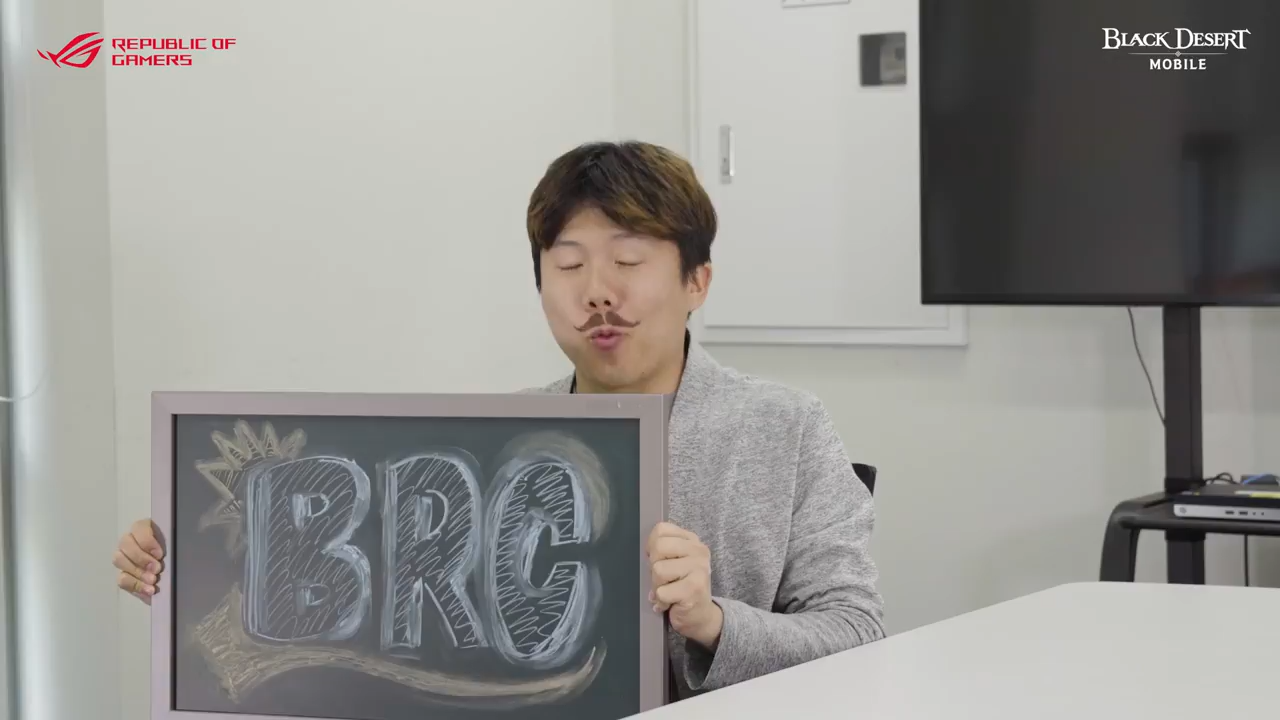 REPUBLIC OF
GAMERS
BLACK DESERT
MOBILE
BRC